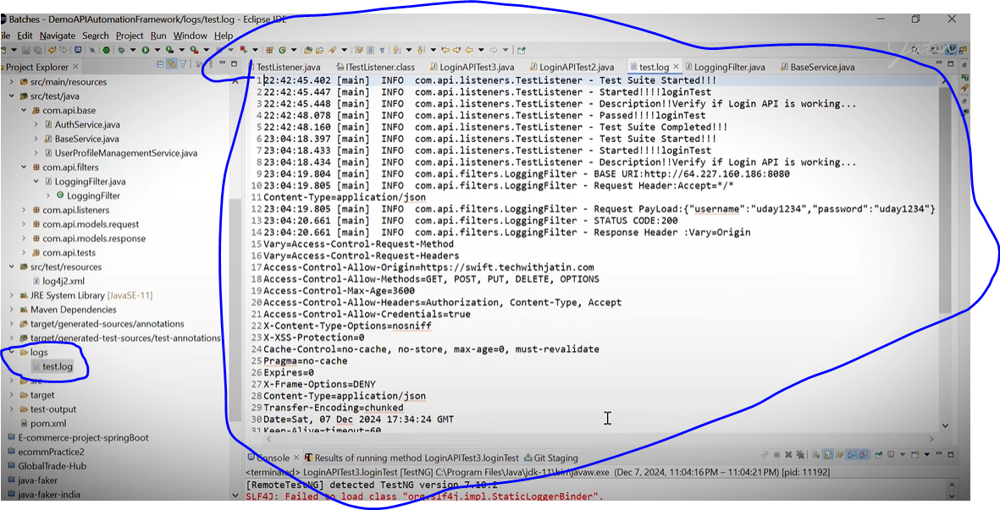 Batches - DemoAPIAutomationFramework/logs/test.log - Eclipse IDE
ile Edit Navigate Search Project Run Window Help
Project Explorer
TestListener.java ITestListener.class LoginAPITest3.java LoginAPITest2.java test.log LoggingFilter.java BaseService.java
src/main/resources
src/test/java
com.api.base
AuthService.java
BaseService.java
UserProfileManagementService.java
com.api.filters
LoggingFilter.java
LoggingFilter
com.api.listeners
com.api.models.request
com.api.models.response
com.api.tests
src/test/resources
log4j2.xml
JRE System Library [JavaSE-11]
Maven Dependencies
target/generated-sources/annotations
target/generated-test-sources/test-annotations
logs
test.log
src
target
test-output
pom.xml
E-commerce-project-springBoot
ecommPractice2
GlobalTrade-Hub
java-faker
java-faker-india
1 22:42:45.402 [main] INFO com.api.listeners.TestListener - Test Suite Started!!!
2 22:42:45.447 [main] INFO com.api.listeners.TestListener - Started!!!!loginTest
3 22:42:45.448 [main] INFO com.api.listeners.TestListener - Description!!Verify if Login API is working...
4 22:42:48.078 [main] INFO com.api.listeners.TestListener - Passed!!!!loginTest
5 22:42:48.160 [main] INFO com.api.listeners.TestListener - Test Suite Completed!!!
6 23:04:18.397 [main] INFO com.api.listeners.TestListener - Test Suite Started!!!
7 23:04:18.433 [main] INFO com.api.listeners.TestListener - Started!!!!loginTest
8 23:04:18.434 [main] INFO com.api.listeners.TestListener - Description!!Verify if Login API is working...
9 23:04:19.804 [main] INFO com.api.filters.LoggingFilter - BASE URI:http://64.227.160.186:8080
10 23:04:19.805 [main] INFO com.api.filters.LoggingFilter - Request Header:Accept=*/*
11 Content-Type=application/json
12 23:04:19.805 [main] INFO com.api.filters.LoggingFilter - Request PayLoad:{"username":"uday1234","password":"uday1234"}
13 23:04:20.661 [main] INFO com.api.filters.LoggingFilter - STATUS CODE:200
14 23:04:20.661 [main] INFO com.api.filters.LoggingFilter - Response Header :Vary=Origin
15 Vary=Access-Control-Request-Method
16 Vary=Access-Control-Request-Headers
17 Access-Control-Allow-Origin=https://swift.techwithjatin.com
18 Access-Control-Allow-Methods=GET, POST, PUT, DELETE, OPTIONS
19 Access-Control-Max-Age=3600
20 Access-Control-Allow-Headers=Authorization, Content-Type, Accept
21 Access-Control-Allow-Credentials=true
22 X-Content-Type-Options=nosniff
23 X-XSS-Protection=0
24 Cache-Control=no-cache, no-store, max-age=0, must-revalidate
25 Pragma=no-cache
26 Expires=0
27 X-Frame-Options=DENY
28 Content-Type=application/json
29 Transfer-Encoding=chunked
30 Date=Sat, 07 Dec 2024 17:34:24 GMT
31 Keep-Alive=timeout=60
Console Results of running method LoginAPITest3.loginTest Git Staging
<terminated> LoginAPITest3.loginTest [TestNG] C:\Program Files\Java\jdk-11\bin\javaw.exe (Dec 7, 2024, 11:04:16 PM – 11:04:21 PM) [pid: 11192]
[RemoteTestNG] detected TestNG version 7.10.2
SLF4J: Failed to load class "org.slf4j.impl.StaticLoggerBinder".